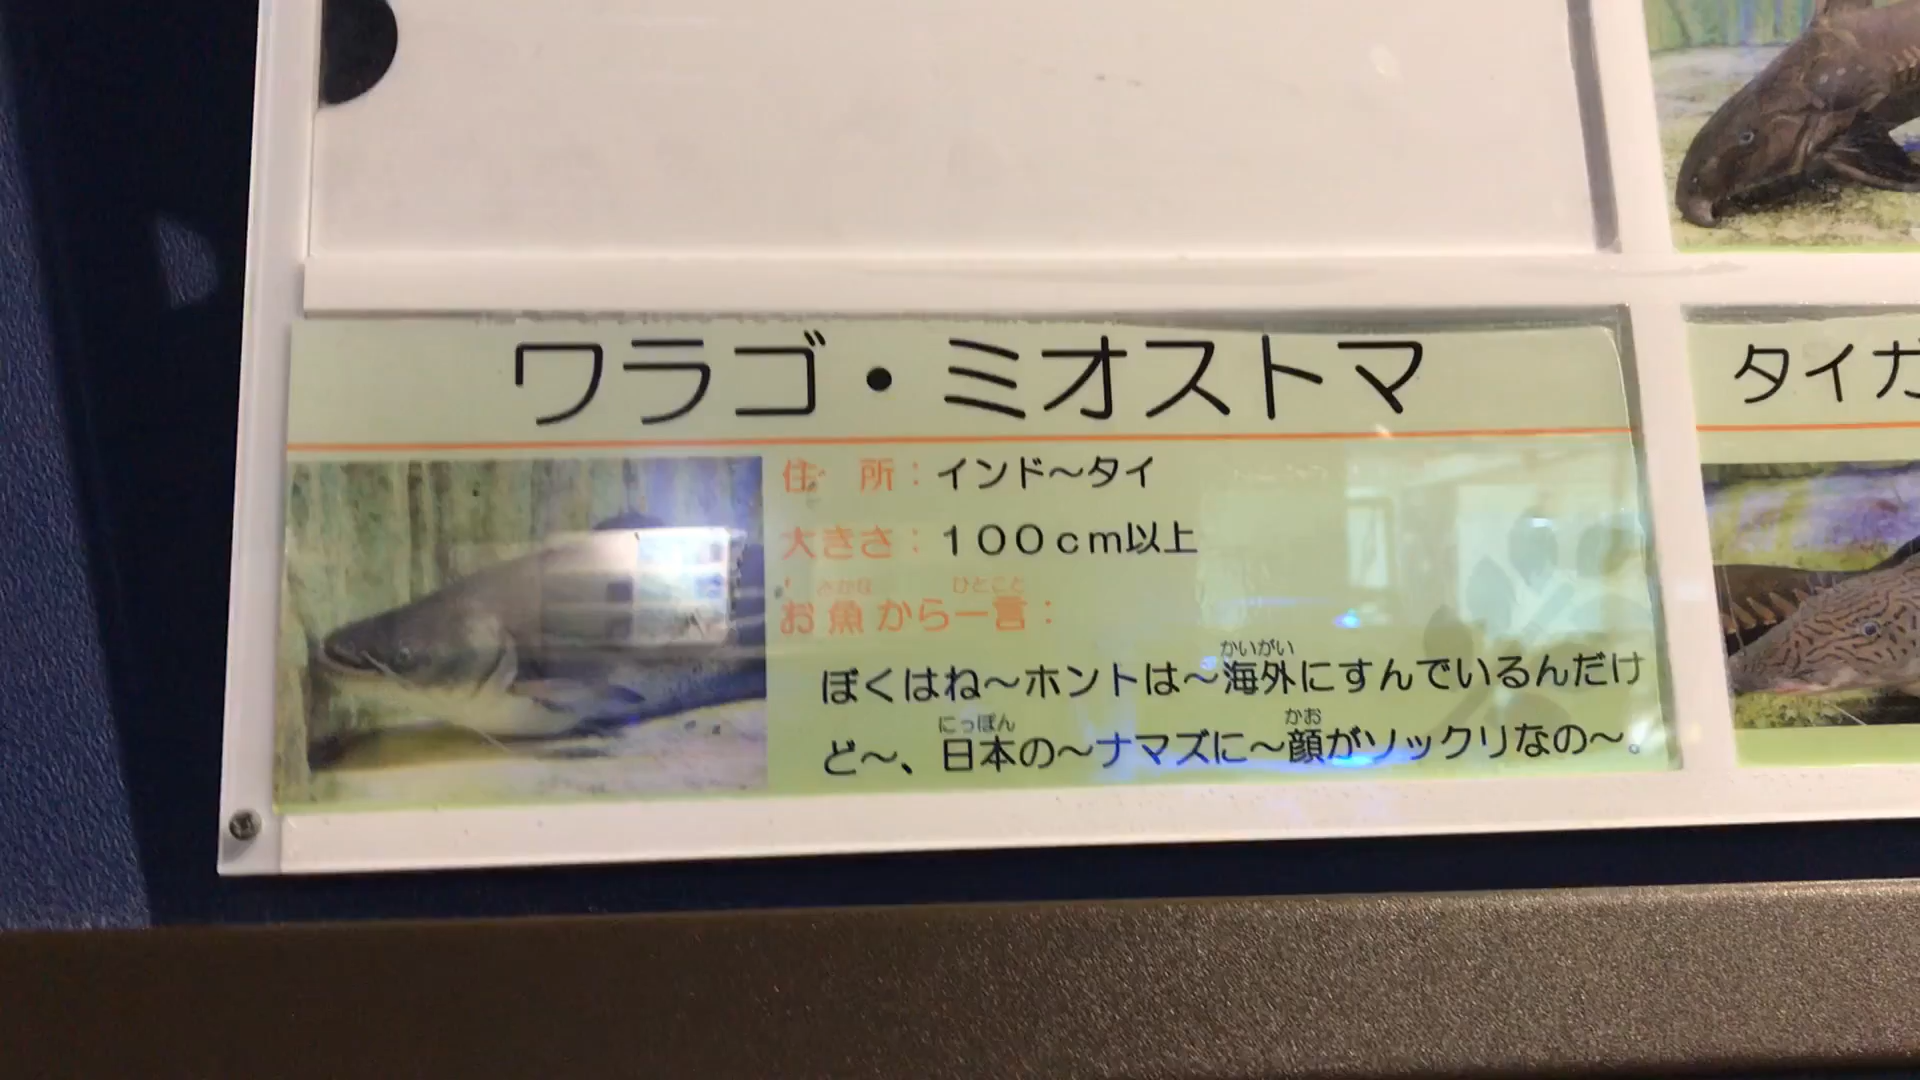 ワラゴ・ミオストマ
住所：インド～タイ
大きさ：１００ｃｍ以上
さかな ひとこと
お魚から一言：
かいがい
ぼくはね～ホントは～海外にすんでいるんだけ
にっぽん かお
ど～、日本の～ナマズに～顔がソックリなの～。
タイガ